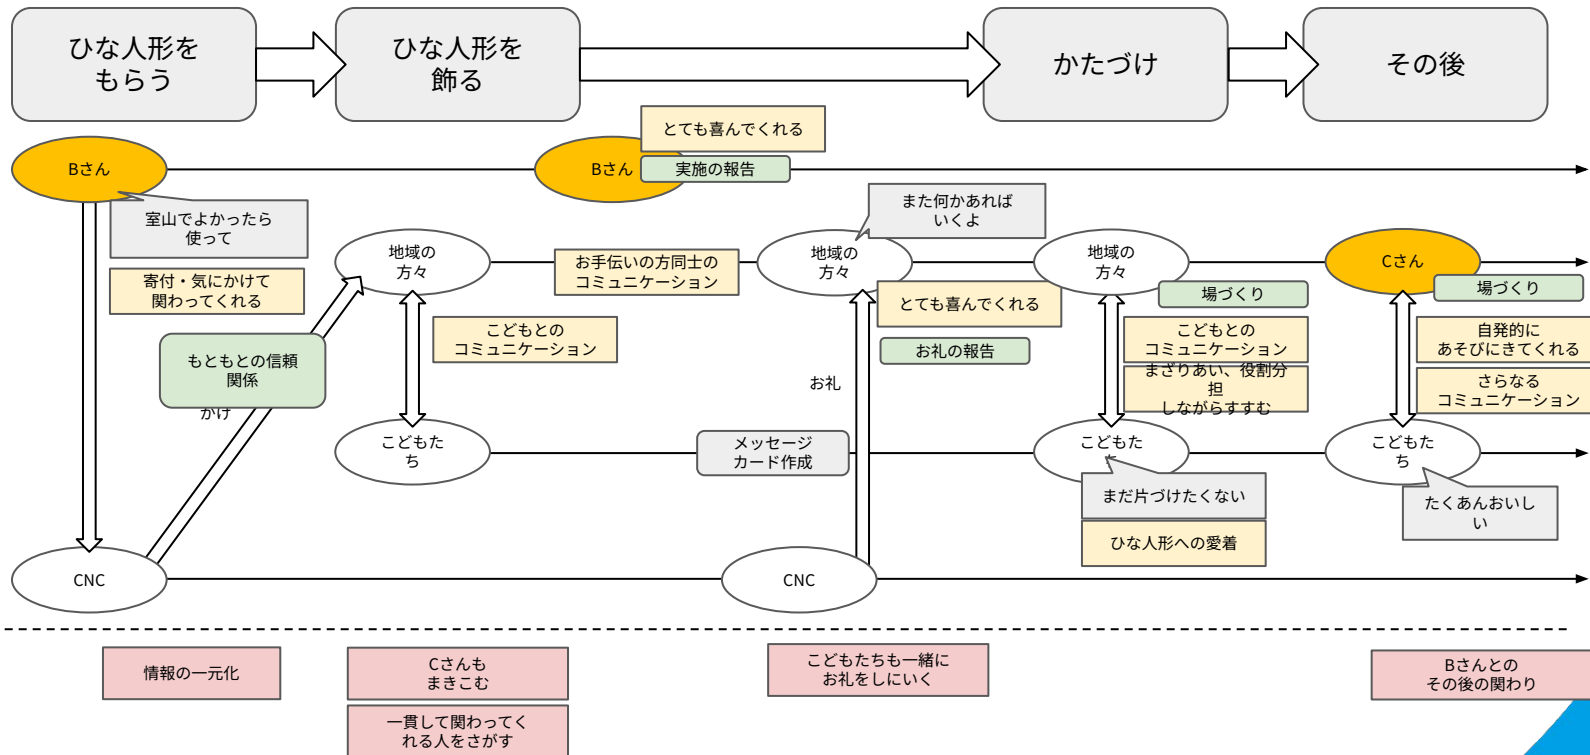 ひな人形を
もらう
ひな人形を
飾る
かたづけ
その後
とても喜んでくれる
Bさん
Bさん
実施の報告
室山でよかったら
使って
また何かあれば
いくよ
寄付・気にかけて
関わってくれる
地域の
方々
お手伝いの方同士の
コミュニケーション
地域の
方々
地域の
方々
Cさん
場づくり
場づくり
とても喜んでくれる
こどもとの
コミュニケーション
お礼の報告
こどもとの
コミュニケーション
自発的に
あそびにきてくれる
もともとの信頼
関係
かけ
お礼
まざりあい、役割分
担
しながらすすむ
さらなる
コミュニケーション
こどもた
ち
メッセージ
カード作成
こどもた
こどもた
ち
まだ片づけたくない
たくあんおいし
い
ひな人形への愛着
CNC
CNC
情報の一元化
Cさんも
まきこむ
こどもたちも一緒に
お礼をしにいく
Bさんとの
その後の関わり
一貫して関わってく
れる人をさがす